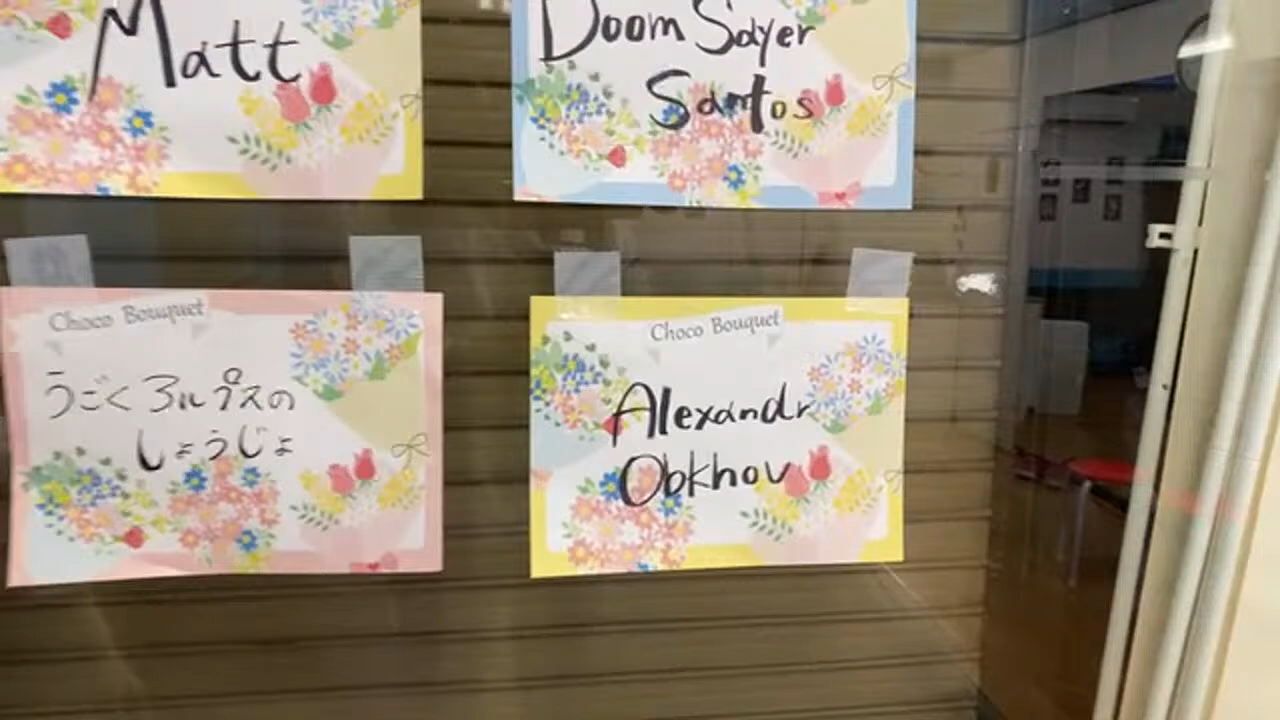 Matt
Doom Sayer
Santos
Choco Bouquet
うごくアルプスの
しょうじょ
Choco Bouquet
Alexandr
Obkhov